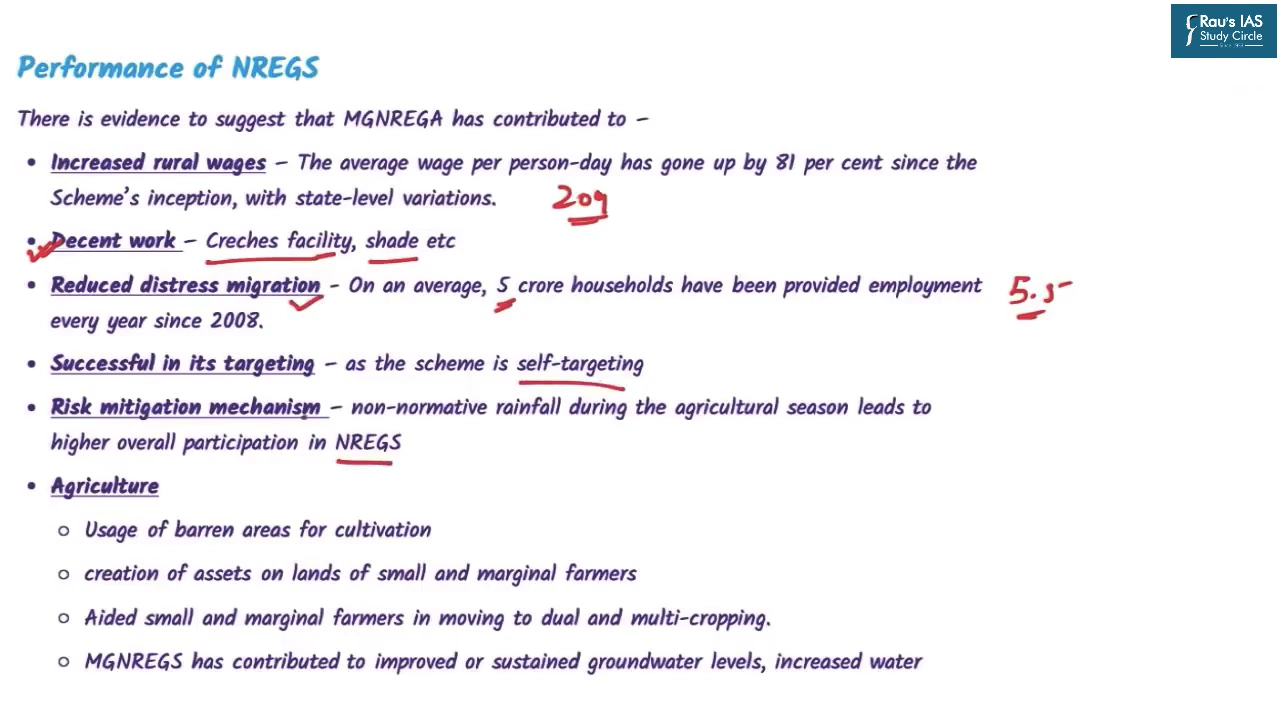 Rau's IAS
Study Circle
Performance of NREGS
There is evidence to suggest that MGNREGA has contributed to –
• Increased rural wages – The average wage per person-day has gone up by 81 per cent since the
Scheme's inception, with state-level variations.
209
• Decent work – Creches facility, shade etc
• Reduced distress migration - On an average, 5 crore households have been provided employment
every year since 2008.
• Successful in its targeting – as the scheme is self-targeting
• Risk mitigation mechanism – non-normative rainfall during the agricultural season leads to
higher overall participation in NREGS
• Agriculture
o Usage of barren areas for cultivation
o creation of assets on lands of small and marginal farmers
o Aided small and marginal farmers in moving to dual and multi-cropping.
o MGNREGS has contributed to improved or sustained groundwater levels, increased water